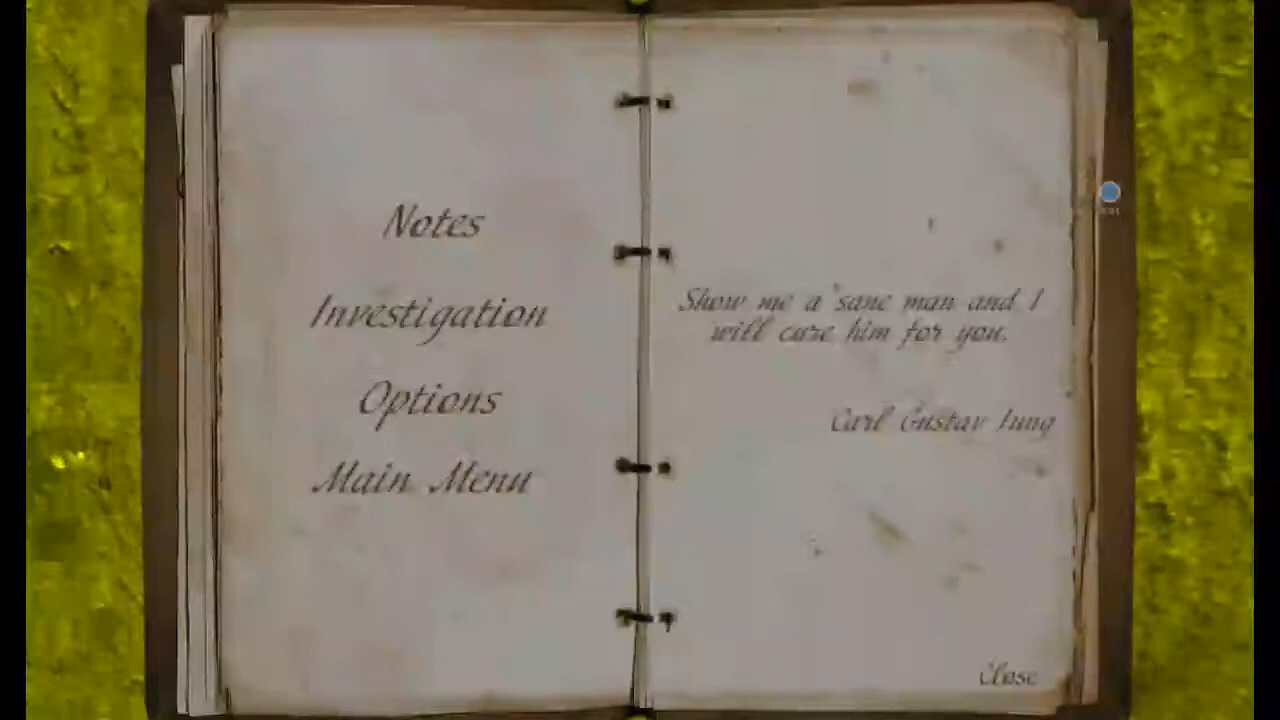 Notes
Investigation
Options
Main Menu
Show me a sane man and I
will cure him for you.
Carl Gustav Jung
Close